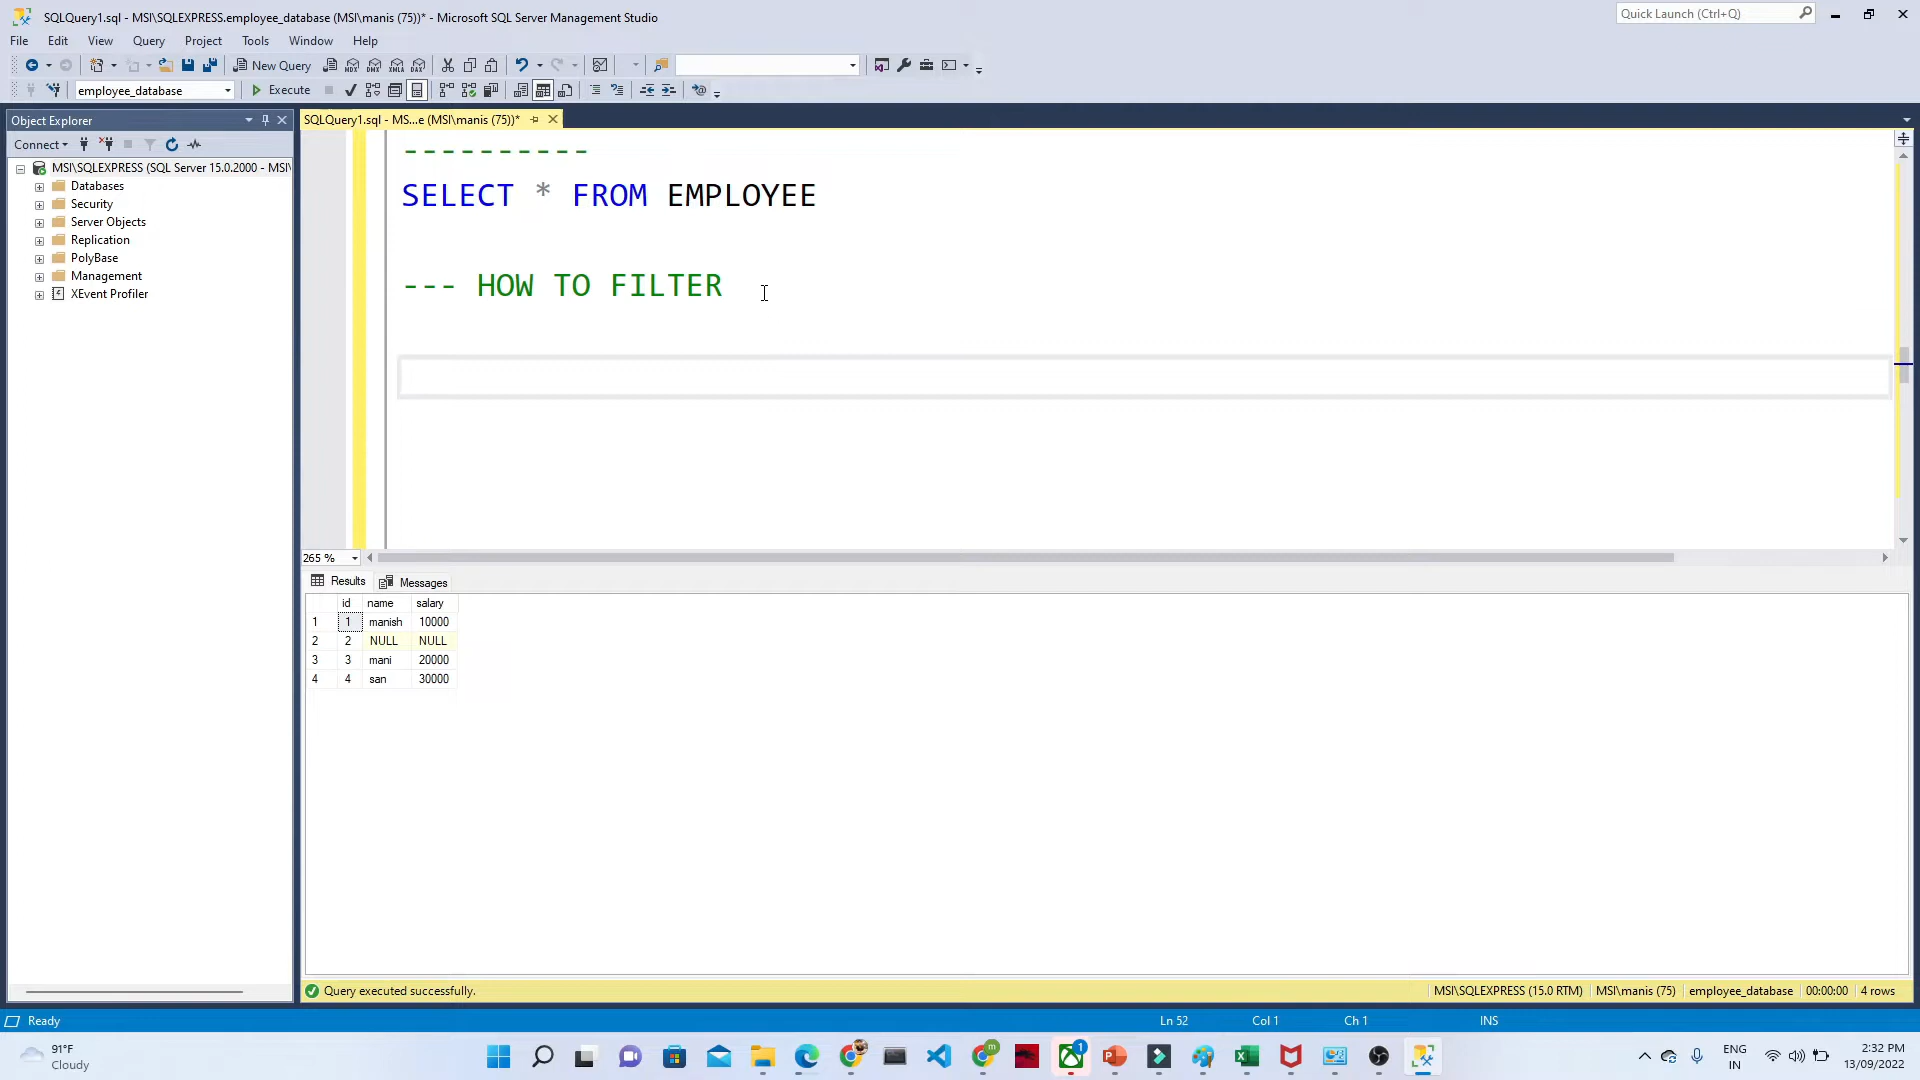 SQLQuery1.sql - MSI\SQLEXPRESS.employee_database (MSI\manis (75))* - Microsoft SQL Server Management Studio
Quick Launch (Ctrl+Q)
File Edit View Query Project Tools Window Help
New Query MDX DMX XMLA DAX
employee_database Execute
Object Explorer
SQLQuery1.sql - MS...e (MSI\manis (75))*
Connect
MSI\SQLEXPRESS (SQL Server 15.0.2000 - MSI\
Databases
Security
Server Objects
Replication
PolyBase
Management
XEvent Profiler
----------
SELECT * FROM EMPLOYEE
--- HOW TO FILTER
265 %
Results Messages
id name salary
1 1 manish 10000
2 2 NULL NULL
3 3 mani 20000
4 4 san 30000
Query executed successfully.
MSI\SQLEXPRESS (15.0 RTM) MSI\manis (75) employee_database 00:00:00 4 rows
Ready Ln 52 Col 1 Ch 1 INS
91°F
Cloudy
m
1
ENG
IN
2:32 PM
13/09/2022